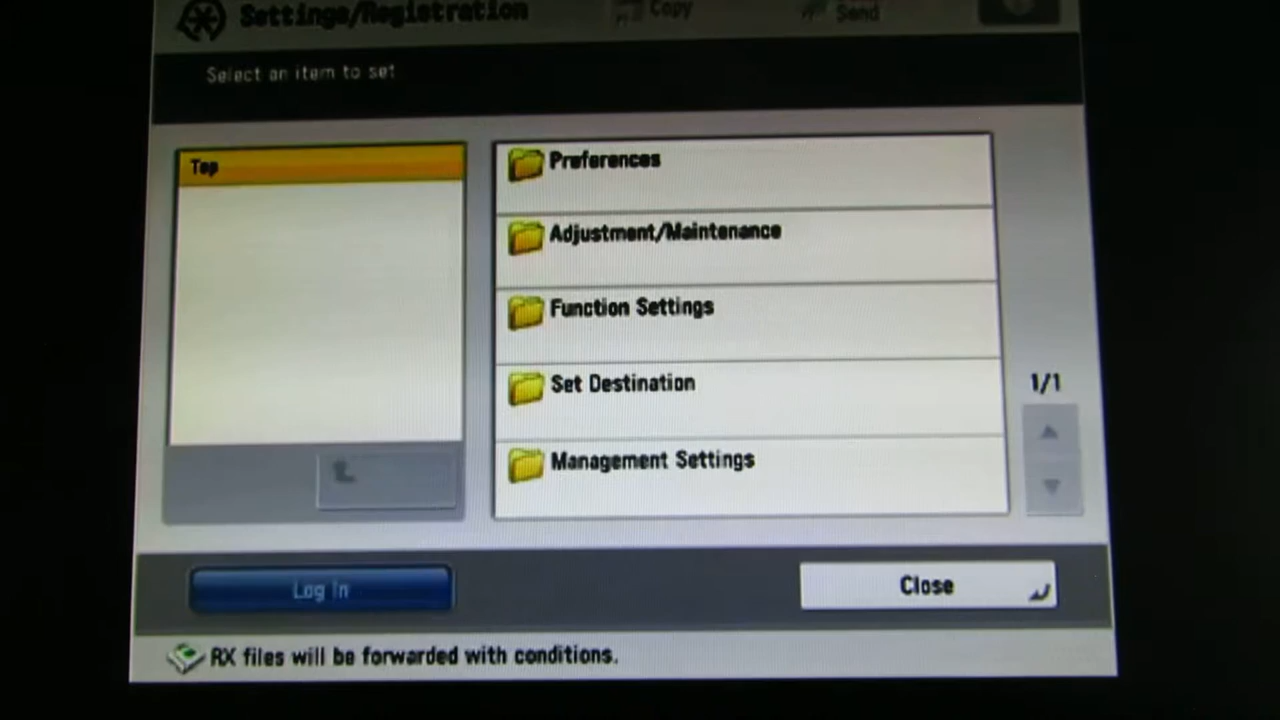 Settings/Registration
Copy
Send
Select an item to set
Top
Preferences
Adjustment/Maintenance
Function Settings
Set Destination
1/1
Management Settings
Log In
Close
RX files will be forwarded with conditions.